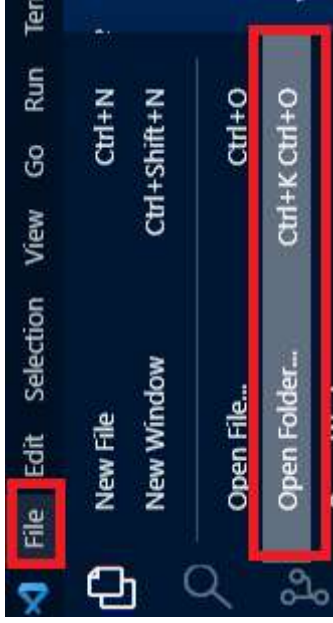 File Edit Selection View Go Run Ter
New File Ctrl+N
New Window Ctrl+Shift+N
Open File... Ctrl+O
Open Folder... Ctrl+K Ctrl+O